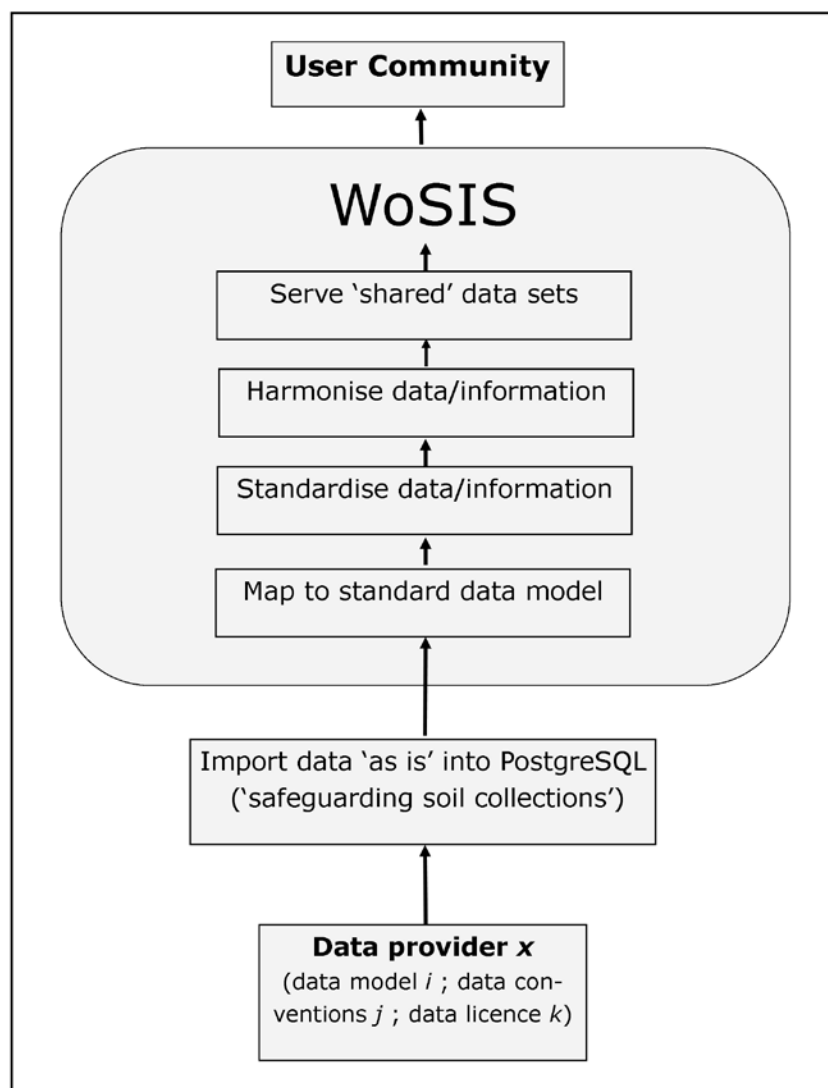 User Community
WoSIS
Serve ‘shared’ data sets
Harmonise data/information
Standardise data/information
Map to standard data model
Import data ‘as is’ into PostgreSQL
(‘safeguarding soil collections’)
Data provider x
(data model i ; data con-
ventions j ; data licence k)